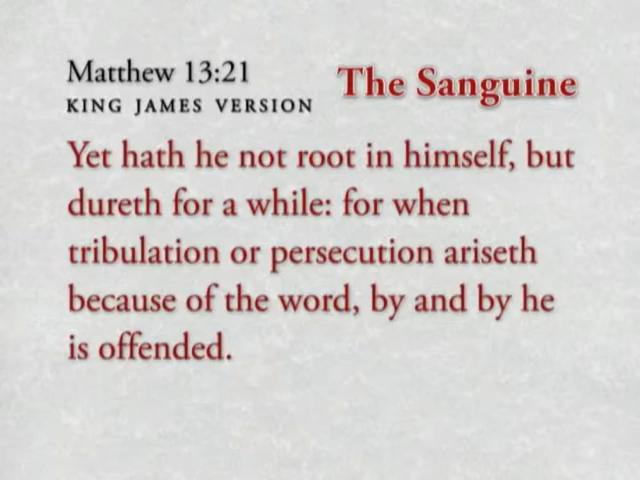 Matthew 13:21
The Sanguine
KING JAMES VERSION
Yet hath he not root in himself, but
dureth for a while: for when
tribulation or persecution ariseth
because of the word, by and by he
is offended.